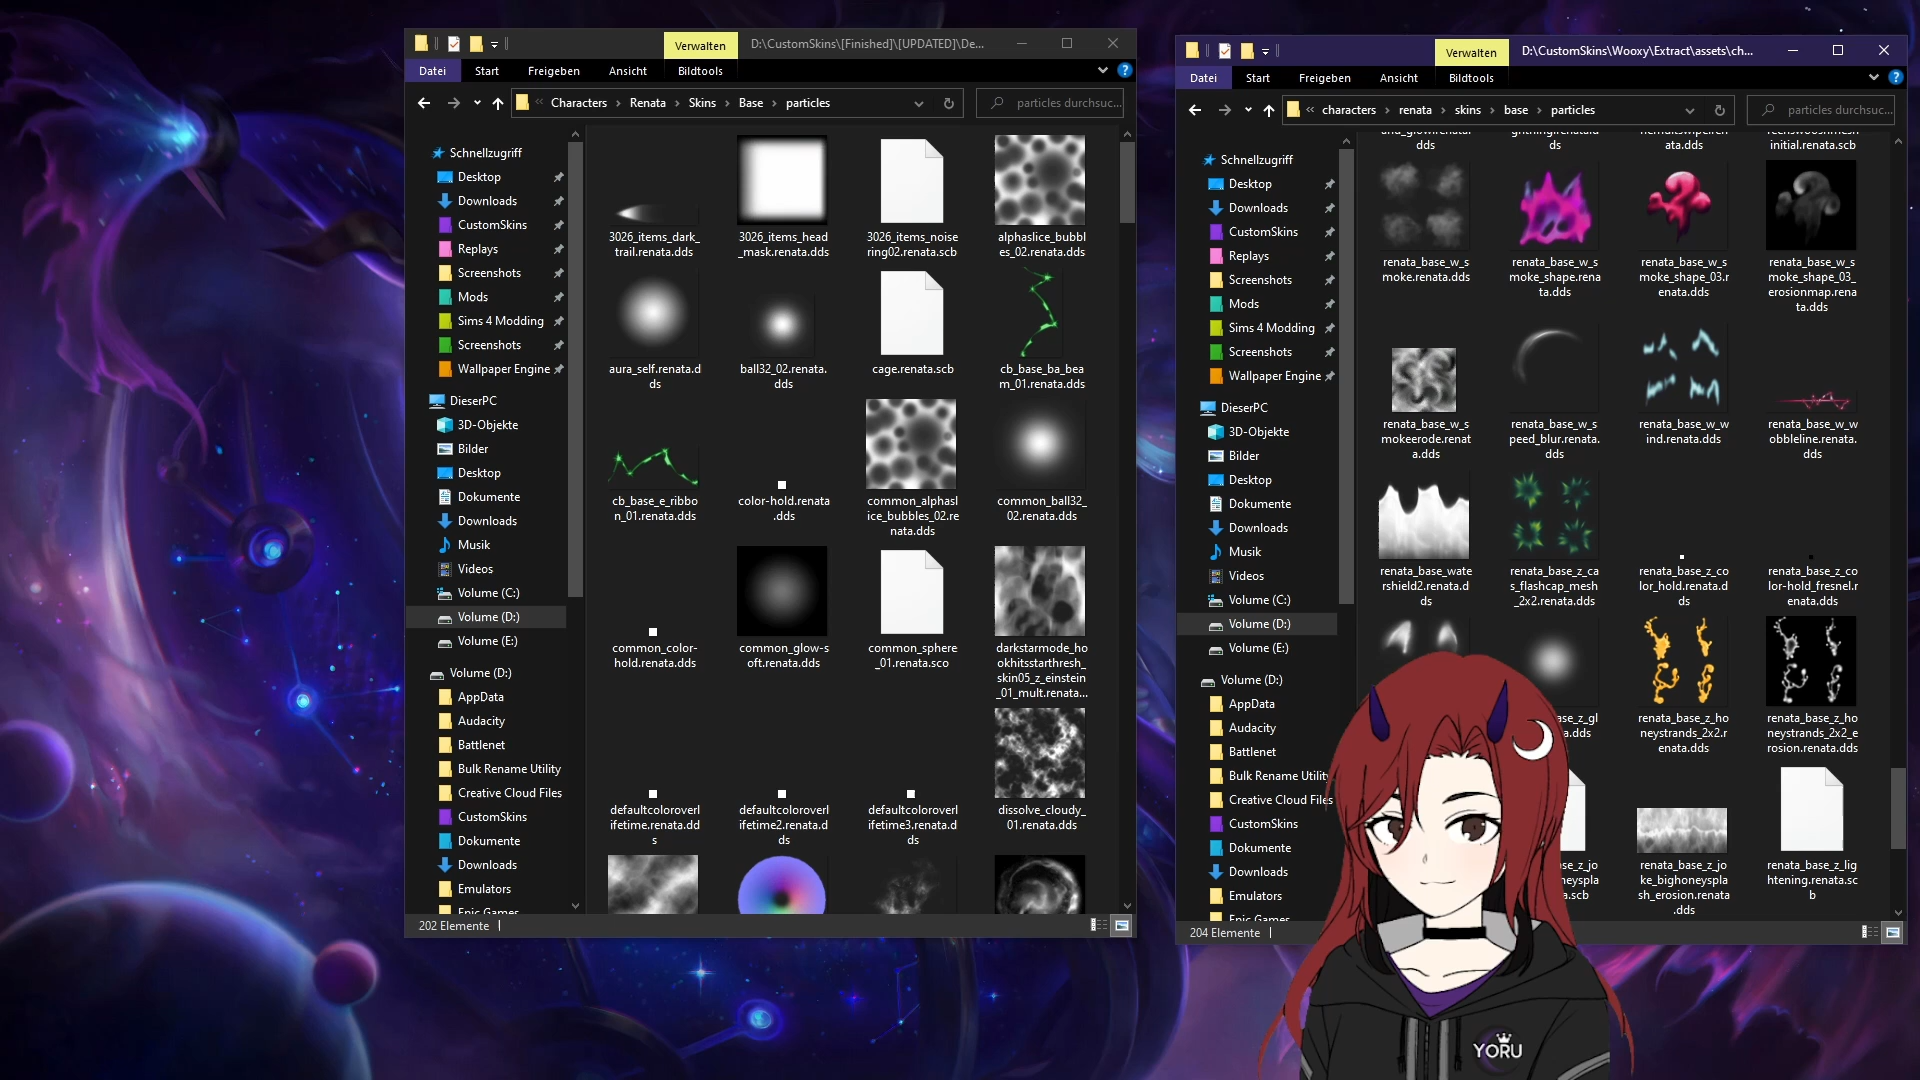 Verwalten
D:\CustomSkins\[Finished]\[UPDATED]\De...
Datei
Start
Freigeben
Ansicht
Bildtools
Characters › Renata › Skins › Base › particles
particles durchsuc...
Schnellzugriff
Desktop
Downloads
CustomSkins
Replays
Screenshots
Mods
Sims 4 Modding
Screenshots
Wallpaper Engine
DieserPC
3D-Objekte
Bilder
Desktop
Dokumente
Downloads
Musik
Videos
Volume (C:)
Volume (D:)
Volume (E:)
Volume (D:)
AppData
Audacity
Battlenet
Bulk Rename Utility
Creative Cloud Files
CustomSkins
Dokumente
Downloads
Emulators
Epic Games
3026_items_dark_
trail.renata.dds
3026_items_head
_mask.renata.dds
3026_items_noise
ring02.renata.scb
alphaslice_bubbl
es_02.renata.dds
aura_self.renata.d
ds
ball32_02.renata.
dds
cage.renata.scb
cb_base_ba_bea
m_01.renata.dds
cb_base_e_ribbo
n_01.renata.dds
color-hold.renata
.dds
common_alphasl
ice_bubbles_02.re
nata.dds
common_ball32_
02.renata.dds
common_color-
hold.renata.dds
common_glow-s
oft.renata.dds
common_sphere
_01.renata.sco
darkstarmode_ho
okhitsstarthresh_
skin05_z_einstein
_01_mult.renata...
defaultcoloroverl
ifetime.renata.dd
s
defaultcoloroverl
ifetime2.renata.d
ds
defaultcoloroverl
ifetime3.renata.d
ds
dissolve_cloudy_
01.renata.dds
202 Elemente
Verwalten
D:\CustomSkins\Wooxy\Extract\assets\ch...
Datei
Start
Freigeben
Ansicht
Bildtools
characters › renata › skins › base › particles
particles durchsuc...
Schnellzugriff
Desktop
Downloads
CustomSkins
Replays
Screenshots
Mods
Sims 4 Modding
Screenshots
Wallpaper Engine
DieserPC
3D-Objekte
Bilder
Desktop
Dokumente
Downloads
Musik
Videos
Volume (C:)
Volume (D:)
Volume (E:)
Volume (D:)
AppData
Audacity
Battlenet
Bulk Rename Utility
Creative Cloud Files
CustomSkins
Dokumente
Downloads
Emulators
Epic Games
dds
ds
ata.dds
initial.renata.scb
renata_base_w_s
moke.renata.dds
renata_base_w_s
moke_shape.rena
ta.dds
renata_base_w_s
moke_shape_03.r
enata.dds
renata_base_w_s
moke_shape_03_
erosionmap.rena
ta.dds
renata_base_w_s
mokeerode.renat
a.dds
renata_base_w_s
peed_blur.renata.
dds
renata_base_w_w
ind.renata.dds
renata_base_w_w
obbleline.renata.
dds
renata_base_wate
rshield2.renata.d
ds
renata_base_z_ca
s_flashcap_mesh
_2x2.renata.dds
renata_base_z_co
lor_hold.renata.d
ds
renata_base_z_co
lor-hold_fresnel.r
enata.dds
se_z_gl
a.dds
renata_base_z_ho
neystrands_2x2.r
enata.dds
renata_base_z_ho
neystrands_2x2_e
rosion.renata.dds
se_z_jo
neyspla
a.scb
renata_base_z_jo
ke_bighoneyspla
sh_erosion.renata
.dds
renata_base_z_lig
htening.renata.sc
b
204 Elemente
YORU